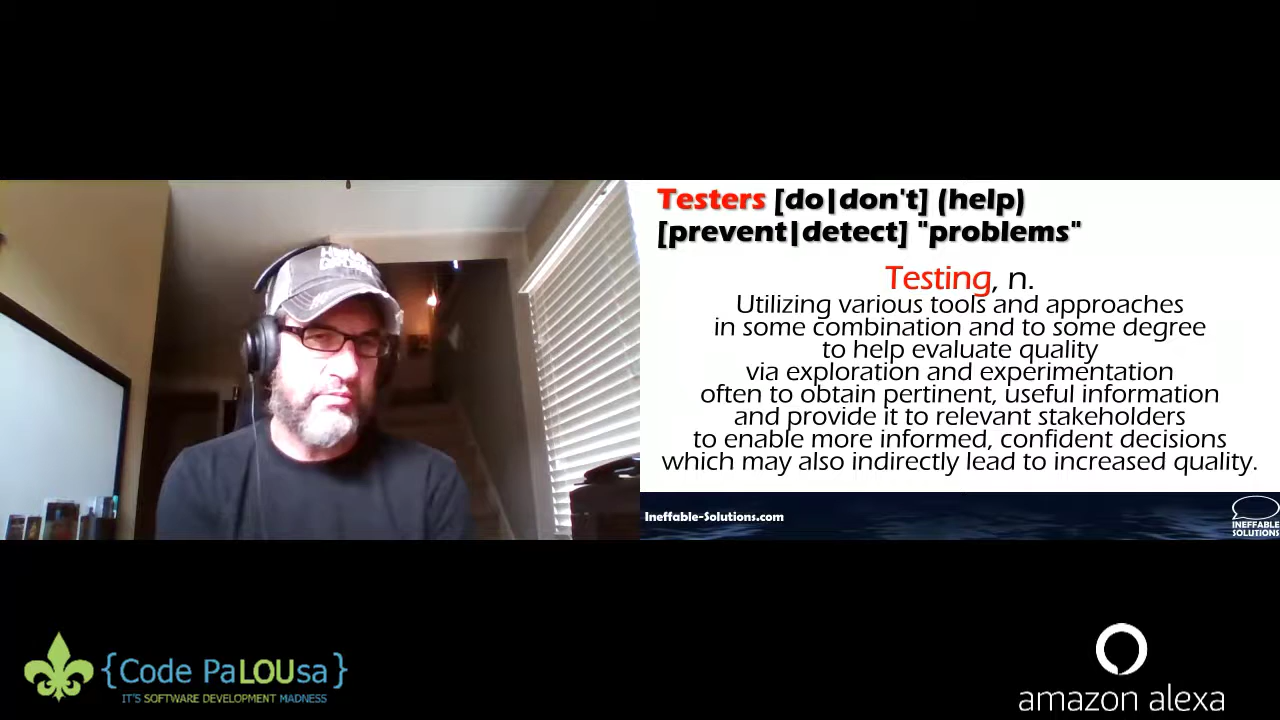 Testers [do|don't] (help)
[prevent|detect] "problems"
Testing, n.
Utilizing various tools and approaches
in some combination and to some degree
to help evaluate quality
via exploration and experimentation
often to obtain pertinent, useful information
and provide it to relevant stakeholders
to enable more informed, confident decisions
which may also indirectly lead to increased quality.
Ineffable-Solutions.com
INEFFABLE
SOLUTIONS
{Code PaLOUsa}
IT'S SOFTWARE DEVELOPMENT MADNESS
amazon alexa